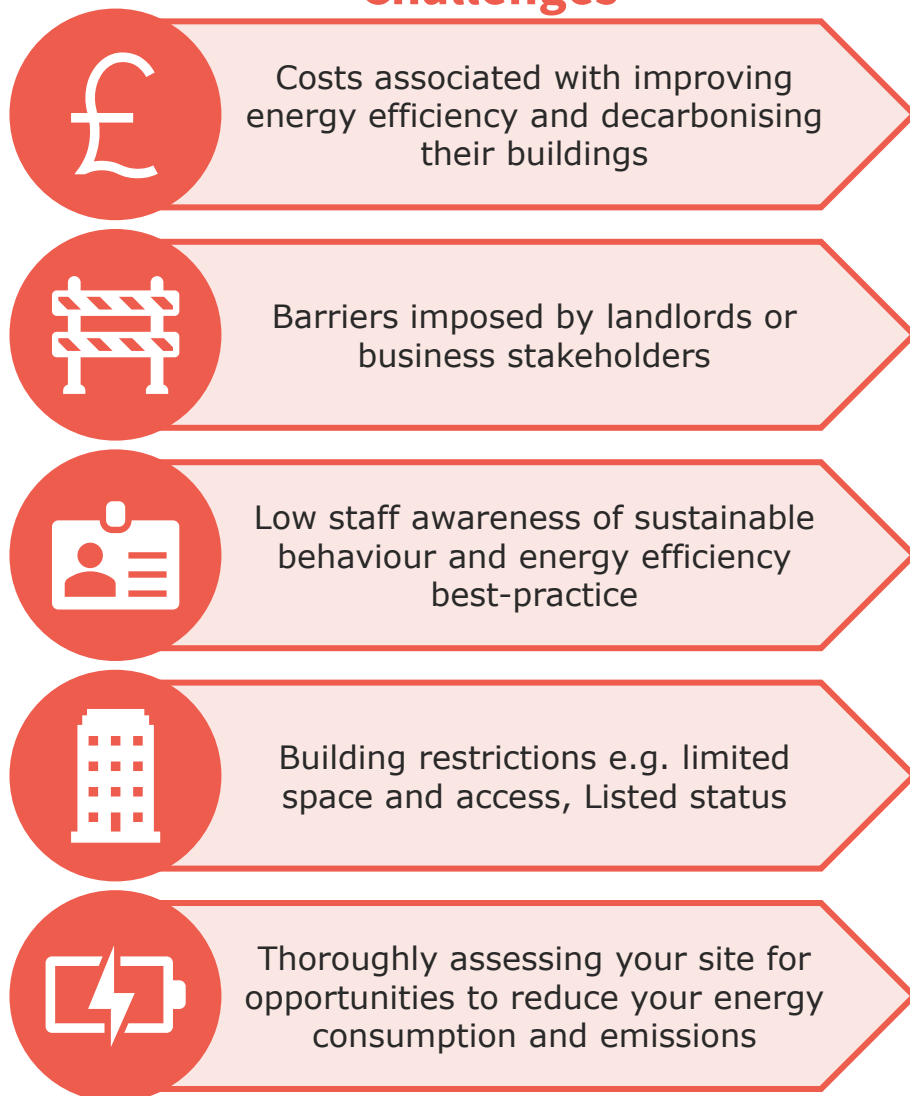 Challenges
Costs associated with improving
energy efficiency and decarbonising
their buildings
Barriers imposed by landlords or
business stakeholders
Low staff awareness of sustainable
behaviour and energy efficiency
best-practice
Building restrictions e.g. limited
space and access, Listed status
Thoroughly assessing your site for
opportunities to reduce your energy
consumption and emissions